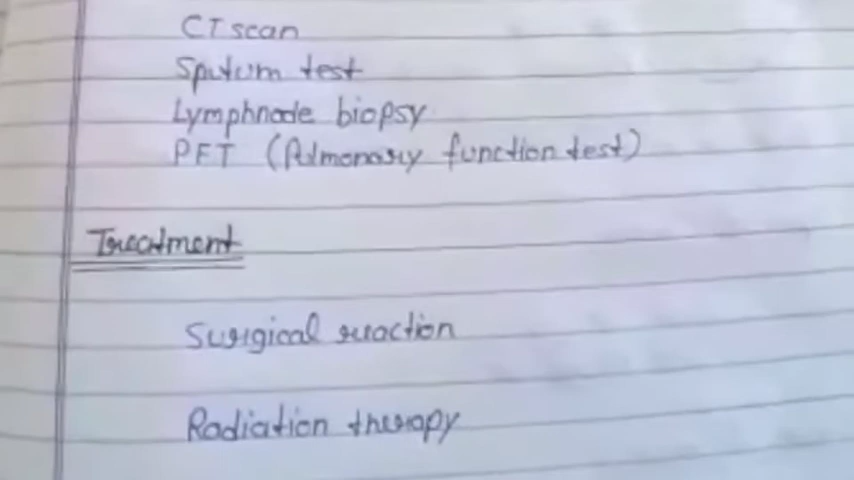 CT scan
Sputum test
Lymphnode biopsy
PFT (Pulmonary function test)
Treatment
Surgical reaction
Radiation therapy